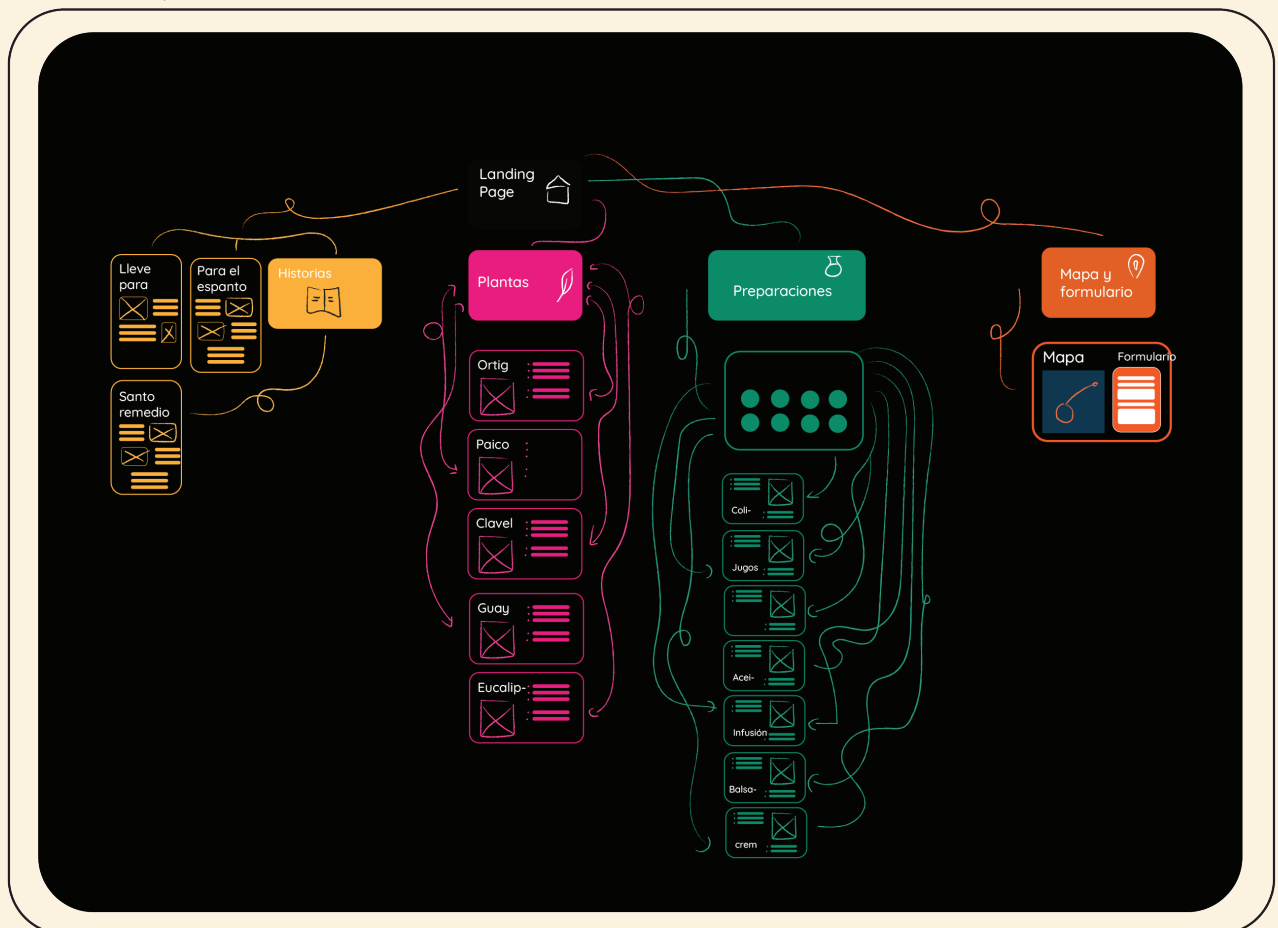 Landing
Page
Lleve
para
Para el
espanto
Historias
Santo
remedio
Plantas
Ortig
Paico
Clavel
Guay
Eucalip-
Preparaciones
Coli-
Jugos
Acei-
Infusión
Balsa-
crem
Mapa y
formulario
Mapa
Formulario